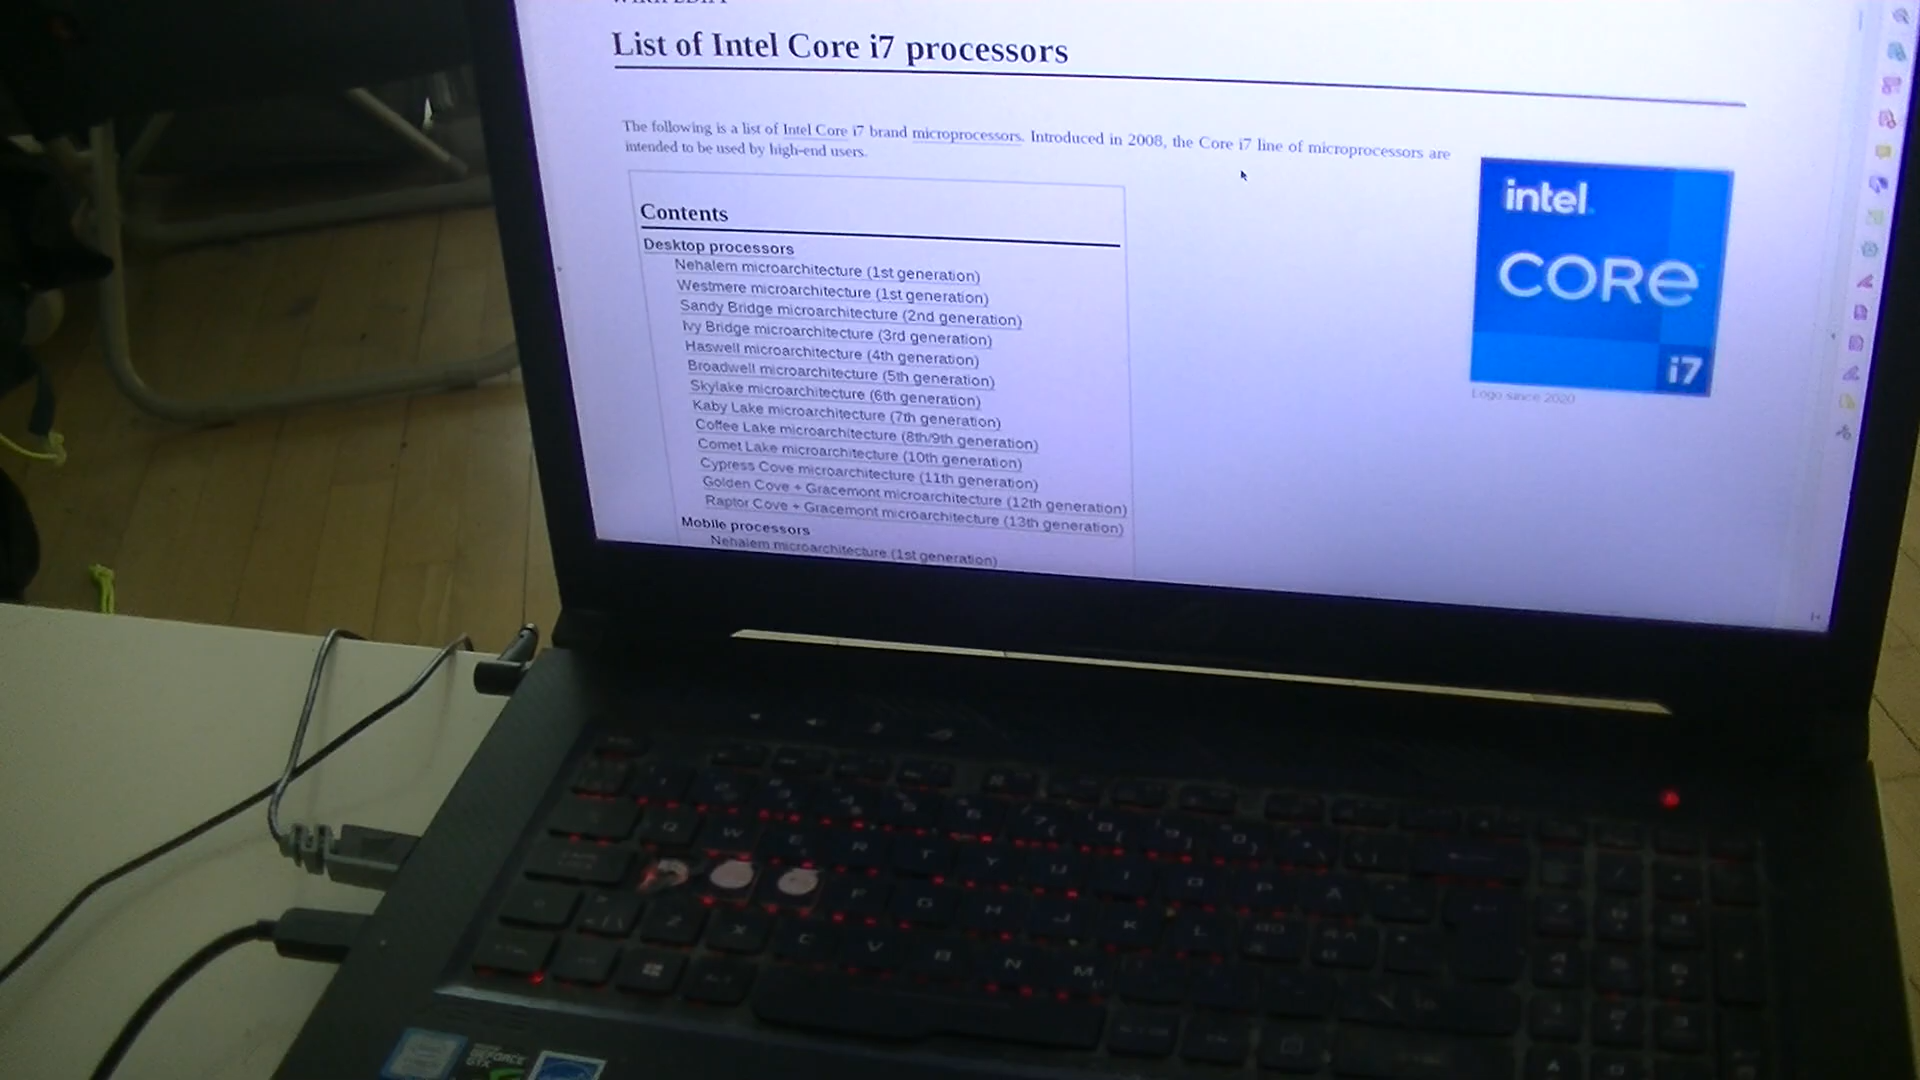 List of Intel Core i7 processors
The following is a list of Intel Core i7 brand microprocessors. Introduced in 2008, the Core i7 line of microprocessors are
intended to be used by high-end users.
intel
CORE
i7
Logo since 2020
Contents
Desktop processors
Nehalem microarchitecture (1st generation)
Westmere microarchitecture (1st generation)
Sandy Bridge microarchitecture (2nd generation)
Ivy Bridge microarchitecture (3rd generation)
Haswell microarchitecture (4th generation)
Broadwell microarchitecture (5th generation)
Skylake microarchitecture (6th generation)
Kaby Lake microarchitecture (7th generation)
Coffee Lake microarchitecture (8th/9th generation)
Comet Lake microarchitecture (10th generation)
Cypress Cove microarchitecture (11th generation)
Golden Cove + Gracemont microarchitecture (12th generation)
Raptor Cove + Gracemont microarchitecture (13th generation)
Mobile processors
Nehalem microarchitecture (1st generation)
Q W E R T Y U I O P Å
F G H J K L
Z X C V B N M
GEFORCE
GTX